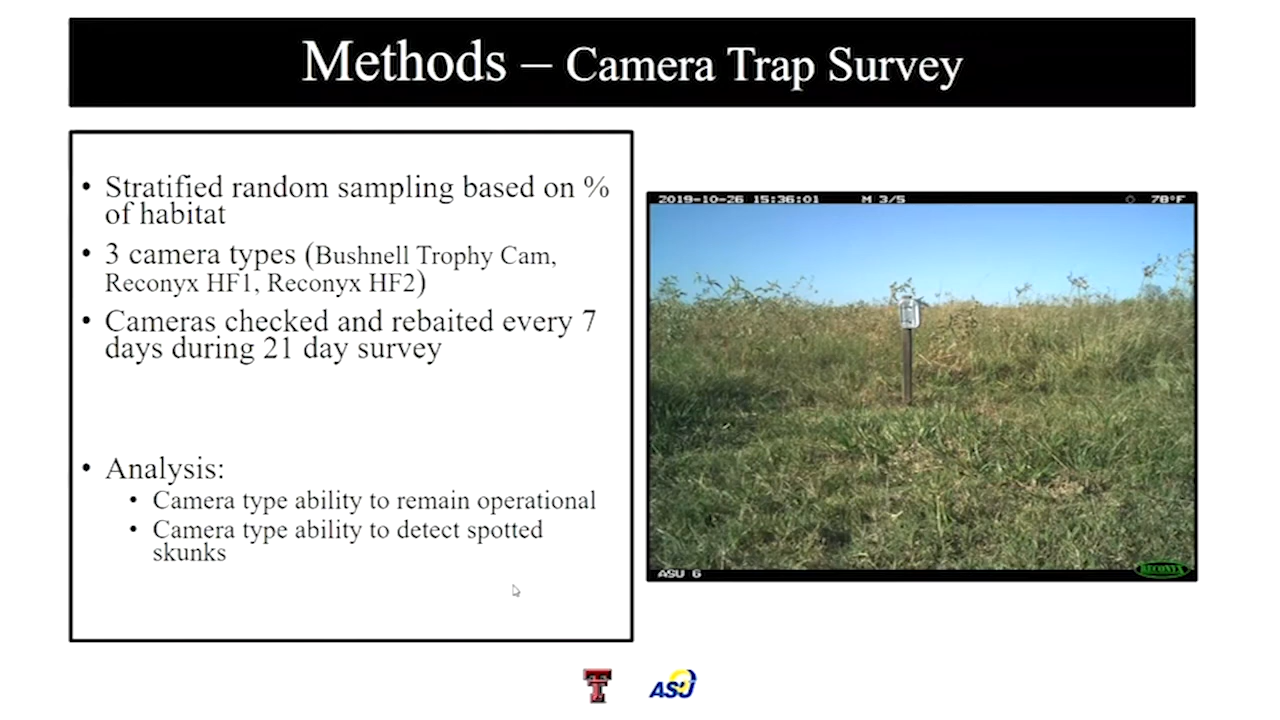 Methods – Camera Trap Survey
• Stratified random sampling based on %
of habitat
• 3 camera types (Bushnell Trophy Cam,
Reconyx HF1, Reconyx HF2)
• Cameras checked and rebaited every 7
days during 21 day survey
• Analysis:
• Camera type ability to remain operational
• Camera type ability to detect spotted
skunks
2019-10-26 15:36:01 M 3/5 78°F
ASU 6 RECONYX
T ASU